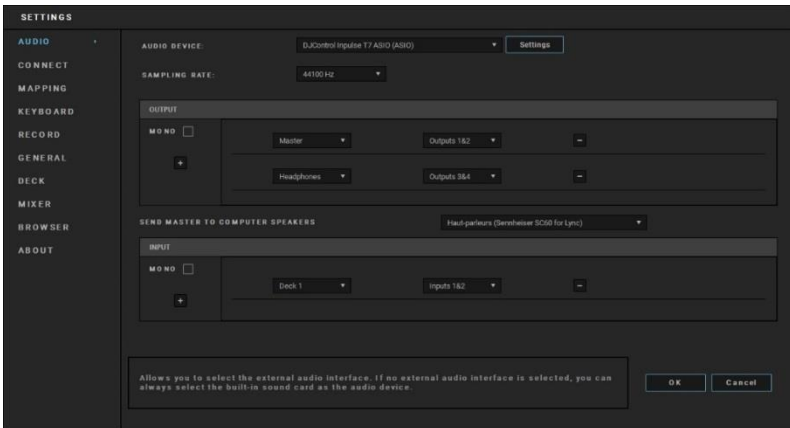 SETTINGS
AUDIO
CONNECT
MAPPING
KEYBOARD
RECORD
GENERAL
DECK
MIXER
BROWSER
ABOUT
AUDIO DEVICE: DJControl Inpulse T7 ASIO (ASIO) Settings
SAMPLING RATE: 44100 Hz
OUTPUT
MONO
Master Outputs 1&2 −
+
Headphones Outputs 3&4 −
SEND MASTER TO COMPUTER SPEAKERS Haut-parleurs (Sennheiser SC60 for Lync)
INPUT
MONO
Deck 1 Inputs 1&2 −
+
Allows you to select the external audio interface. If no external audio interface is selected, you can
always select the built-in sound card as the audio device.
OK Cancel